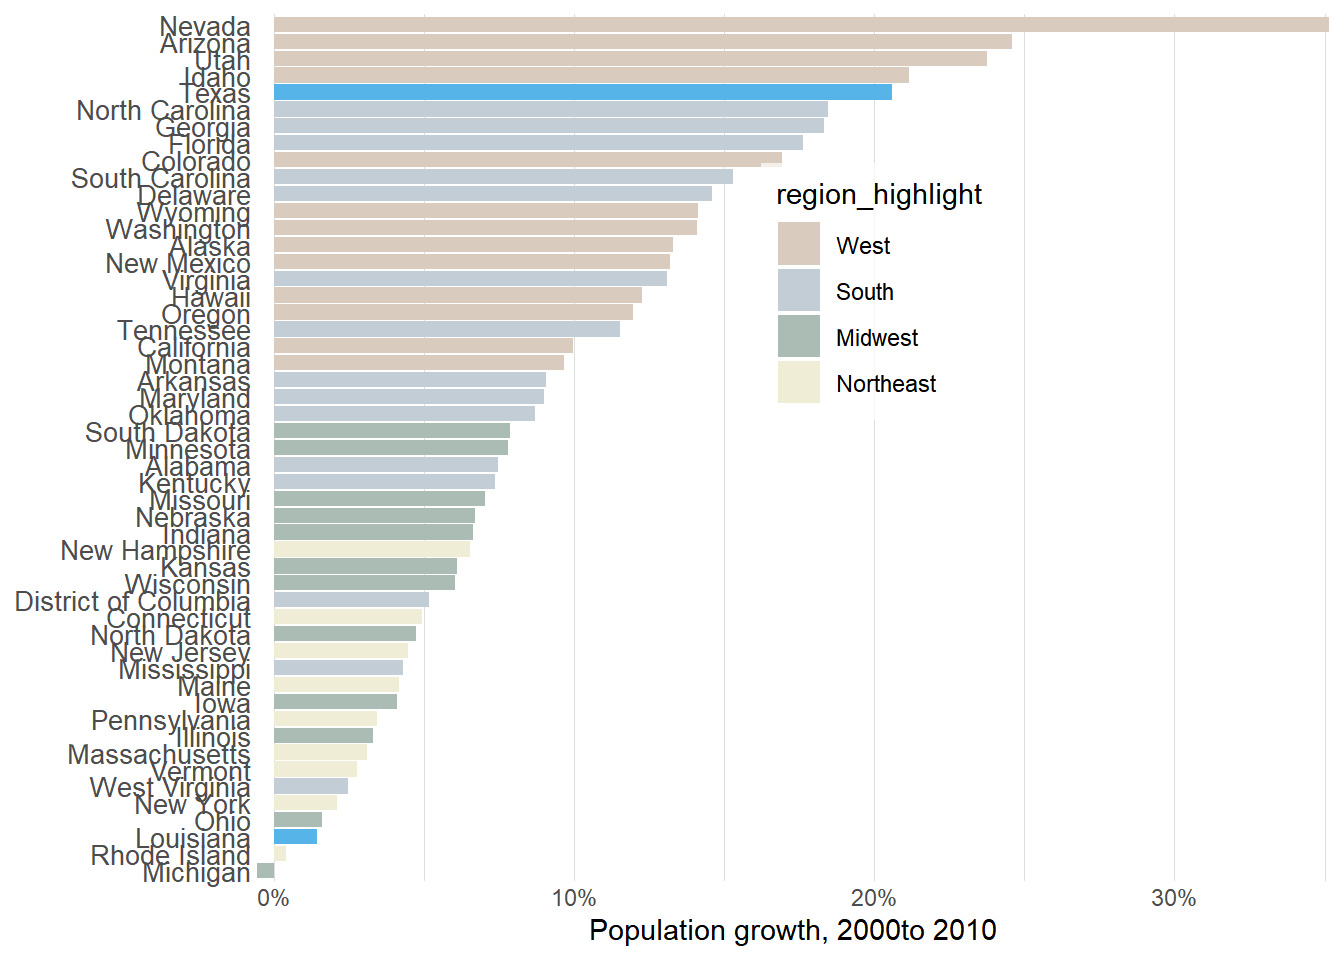 Nevada
Arizona
Utah
Idaho
Texas
North Carolina
Georgia
Florida
Colorado
South Carolina
Delaware
Wyoming
Washington
Alaska
New Mexico
Virginia
Hawaii
Oregon
Tennessee
California
Montana
Arkansas
Maryland
Oklahoma
South Dakota
Minnesota
Alabama
Kentucky
Missouri
Nebraska
Indiana
New Hampshire
Kansas
Wisconsin
District of Columbia
Connecticut
North Dakota
New Jersey
Mississippi
Maine
Iowa
Pennsylvania
Illinois
Massachusetts
Vermont
West Virginia
New York
Ohio
Louisiana
Rhode Island
Michigan
region_highlight
West
South
Midwest
Northeast
0% 10% 20% 30%
Population growth, 2000to 2010